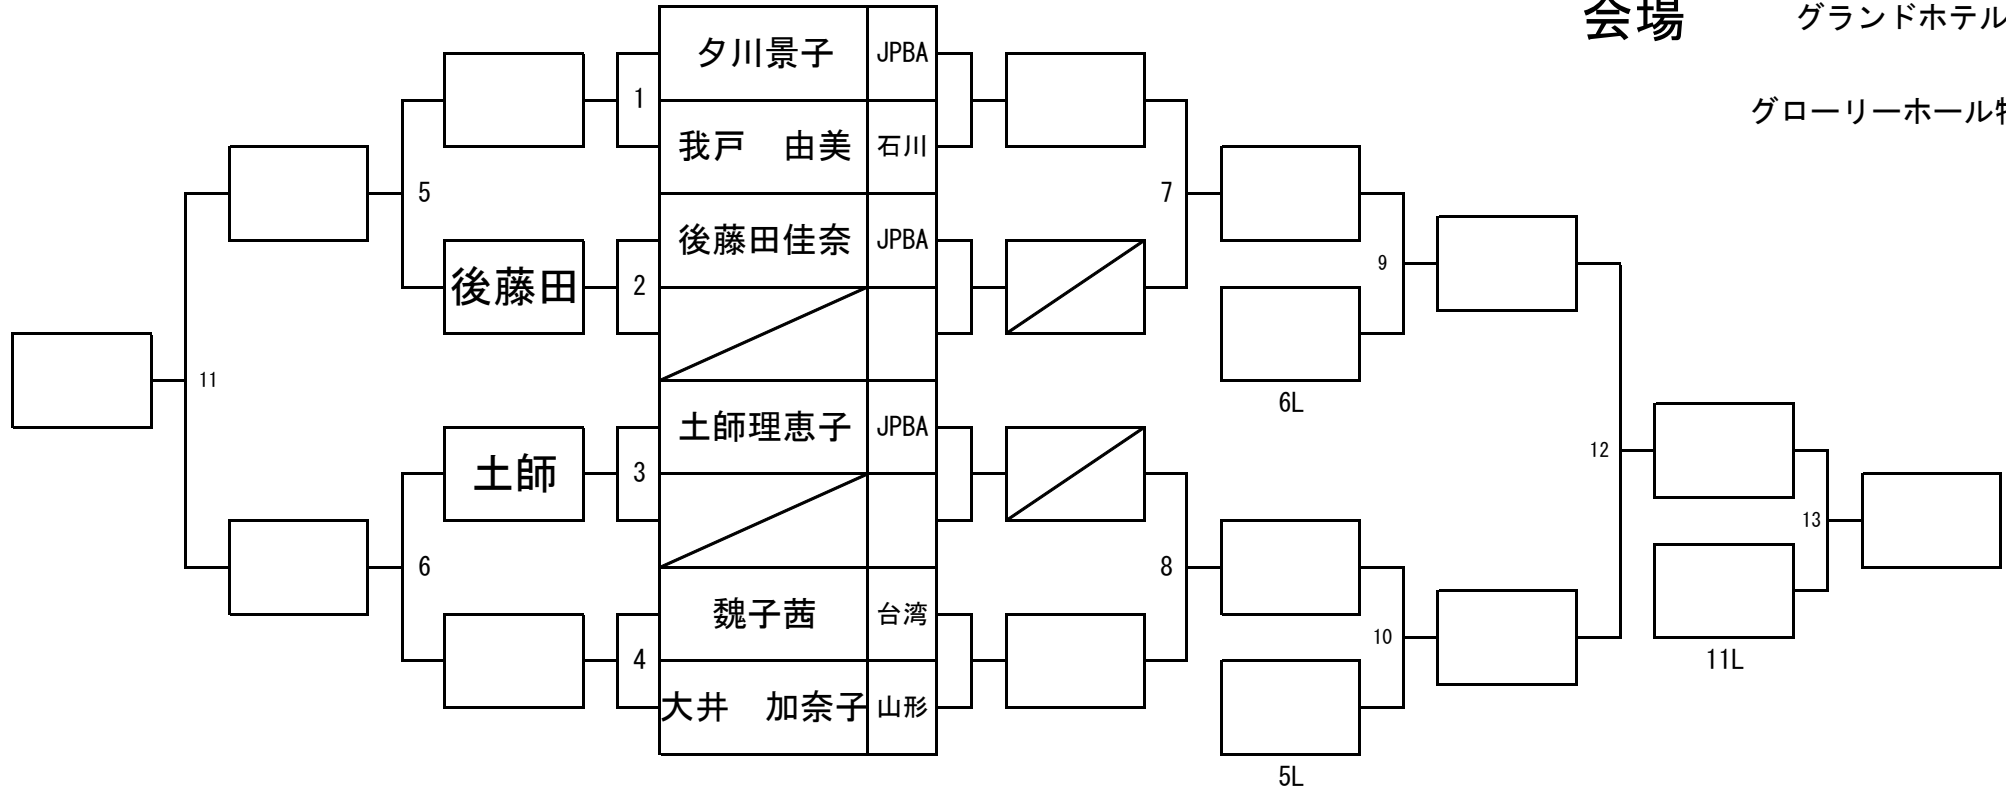 会場 グランドホテル
グローリーホール
夕川景子 JPBA
1
我戸　由美 石川
5
7
後藤田佳奈 JPBA
後藤田
2
9
11
6L
土師理恵子 JPBA
土師
3
12
13
6
8
魏子茜 台湾
4
10
11L
大井　加奈子 山形
5L